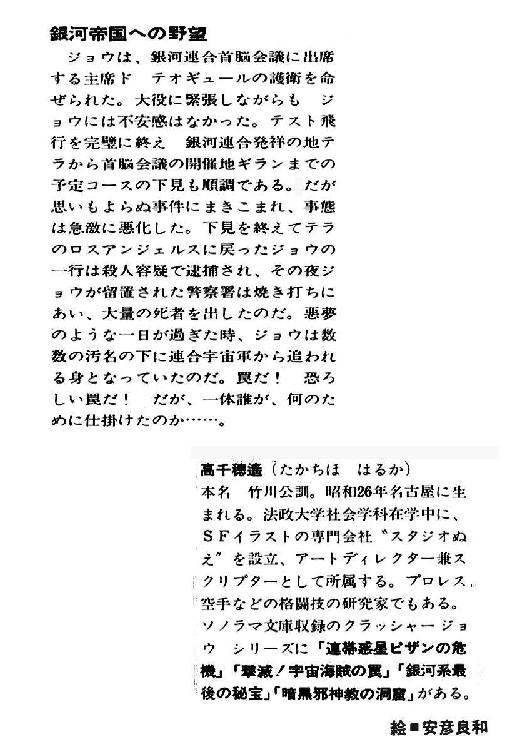 銀河帝国への野望
　ジョウは、銀河連合首脳会議に出席
する主席ド　テオギュールの護衛を命
ぜられた。大役に緊張しながらも　ジ
ョウには不安感はなかった。テスト飛
行を完璧に終え　銀河連合発祥の地テ
ラから首脳会議の開催地ギランまでの
予定コースの下見も順調である。だが
思いもよらぬ事件にまきこまれ、事態
は急激に悪化した。下見を終えてテラ
のロスアンジェルスに戻ったジョウの
一行は殺人容疑で逮捕され、その夜ジ
ョウが留置された警察署は焼き打ちに
あい、大量の死者を出したのだ。悪夢
のような一日が過ぎた時、ジョウは数
数の汚名の下に連合宇宙軍から追われ
る身となっていたのだ。罠だ！　恐ろ
しい罠だ！　だが、一体誰が、何のた
めに仕掛けたのか……。
高千穂遙（たかちほ　はるか）
本名　竹川公訓。昭和26年名古屋に生
まれる。法政大学社会学科在学中に、
ＳＦイラストの専門会社〝スタジオぬ
え〟を設立、アートディレクター兼ス
クリプターとして所属する。プロレス、
空手などの格闘技の研究家でもある。
ソノラマ文庫収録のクラッシャージョ
ウ　シリーズに「連帯惑星ピザンの危
機」「撃滅！宇宙海賊の罠」「銀河系最
後の秘宝」「暗黒邪神教の洞窟」がある。
絵■安彦良和